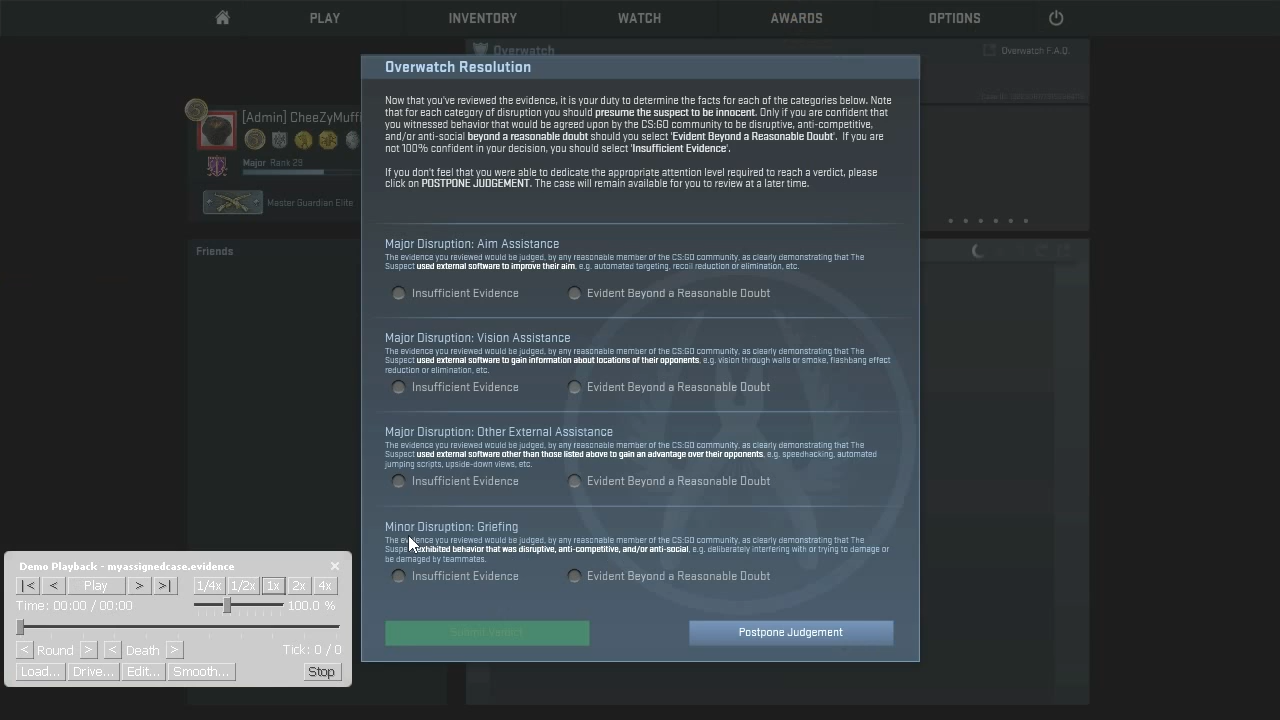 PLAY
INVENTORY
WATCH
AWARDS
OPTIONS
Overwatch
Overwatch F.A.Q.
Overwatch Resolution
Now that you've reviewed the evidence, it is your duty to determine the facts for each of the categories below. Note
that for each category of disruption you should presume the suspect to be innocent. Only if you are confident that
you witnessed behavior that would be agreed upon by the CS:GO community to be disruptive, anti-competitive,
and/or anti-social beyond a reasonable doubt should you select 'Evident Beyond a Reasonable Doubt'. If you are
not 100% confident in your decision, you should select 'Insufficient Evidence'.
If you don't feel that you were able to dedicate the appropriate attention level required to reach a verdict, please
click on POSTPONE JUDGEMENT. The case will remain available for you to review at a later time.
5
[Admin] CheeZyMuffi
5
Major Rank 29
Master Guardian Elite
Friends
Major Disruption: Aim Assistance
The evidence you reviewed would be judged, by any reasonable member of the CS:GO community, as clearly demonstrating that The
Suspect used external software to improve their aim, e.g. automated targeting, recoil reduction or elimination, etc.
Insufficient Evidence
Evident Beyond a Reasonable Doubt
Major Disruption: Vision Assistance
The evidence you reviewed would be judged, by any reasonable member of the CS:GO community, as clearly demonstrating that The
Suspect used external software to gain information about locations of their opponents, e.g. vision through walls or smoke, flashbang effect
reduction or elimination, etc.
Insufficient Evidence
Evident Beyond a Reasonable Doubt
Major Disruption: Other External Assistance
The evidence you reviewed would be judged, by any reasonable member of the CS:GO community, as clearly demonstrating that The
Suspect used external software other than those listed above to gain an advantage over their opponents, e.g. speedhacking, automated
jumping scripts, upside-down views, etc.
Insufficient Evidence
Evident Beyond a Reasonable Doubt
Minor Disruption: Griefing
The evidence you reviewed would be judged, by any reasonable member of the CS:GO community, as clearly demonstrating that The
Suspect exhibited behavior that was disruptive, anti-competitive, and/or anti-social, e.g. deliberately interfering with or trying to damage or
be damaged by teammates.
Insufficient Evidence
Evident Beyond a Reasonable Doubt
Submit Verdict
Postpone Judgement
Demo Playback - myassignedcase.evidence
|< < Play > >| 1/4x 1/2x 1x 2x 4x
Time: 00:00 / 00:00
100.0 %
< Round > < Death > Tick: 0 / 0
Load... Drive... Edit... Smooth... Stop